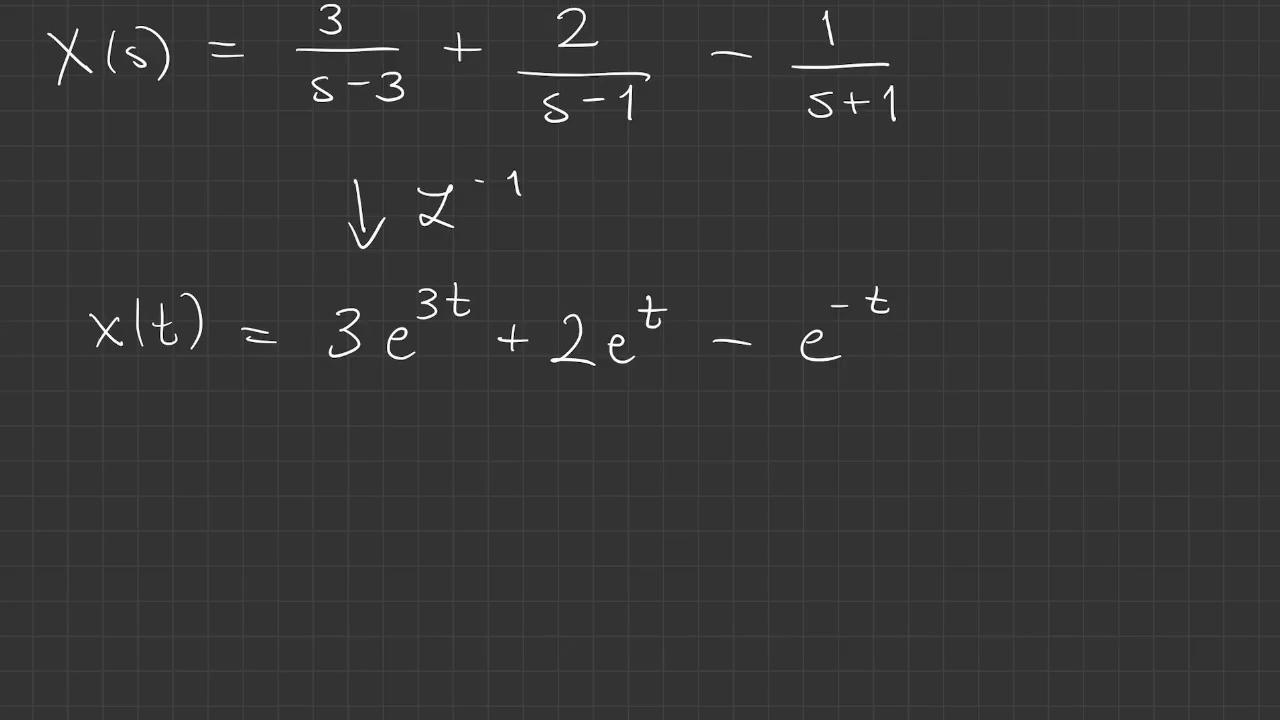 X(s) = 3/(s-3) + 2/(s-1) - 1/(s+1)
↓ ℒ⁻¹
x(t) = 3e^{3t} + 2e^{t} - e^{-t}